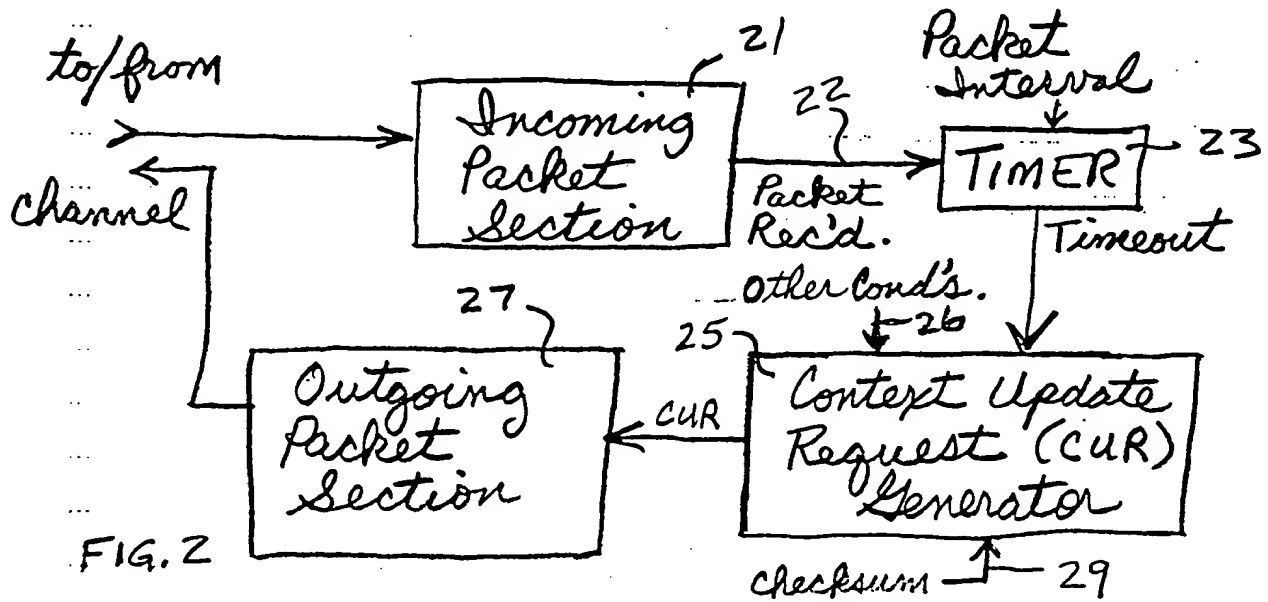 to/from
channel
21
Incoming
Packet
Section
22
Packet
Rec'd.
Packet
Interval
TIMER
23
Timeout
Other Cond's.
26
25
Context Update
Request (CUR)
Generator
checksum
29
CUR
27
Outgoing
Packet
Section
FIG. 2